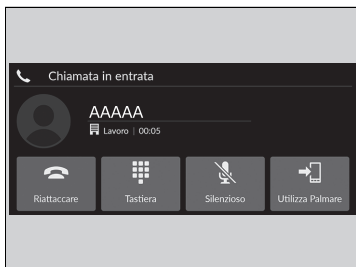 Chiamata in entrata
AAAAA
Lavoro | 00:05
Riattaccare
Tastiera
Silenzioso
Utilizza Palmare